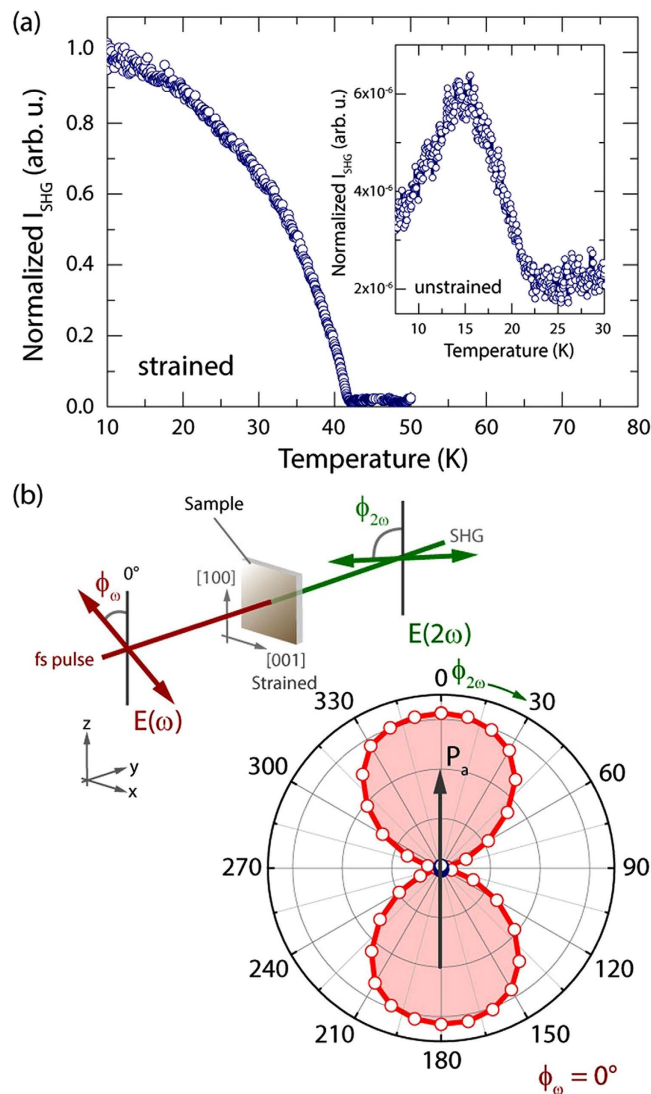 (a)
1.0
0.8
0.6
0.4
0.2
0.0
Normalized I_SHG (arb. u.)
10 20 30 40 50 60 70 80
Temperature (K)
strained
6x10⁻⁶
4x10⁻⁶
2x10⁻⁶
Normalized I_SHG (arb. u.)
unstrained
10 15 20 25 30
Temperature (K)
(b)
Sample
ϕ_2ω
SHG
0°
ϕ_ω
[100]
fs pulse
[001]
Strained
E(ω)
E(2ω)
z
y
x
0
ϕ_2ω
30
60
90
120
150
180
210
240
270
300
330
P_a
ϕ_ω = 0°